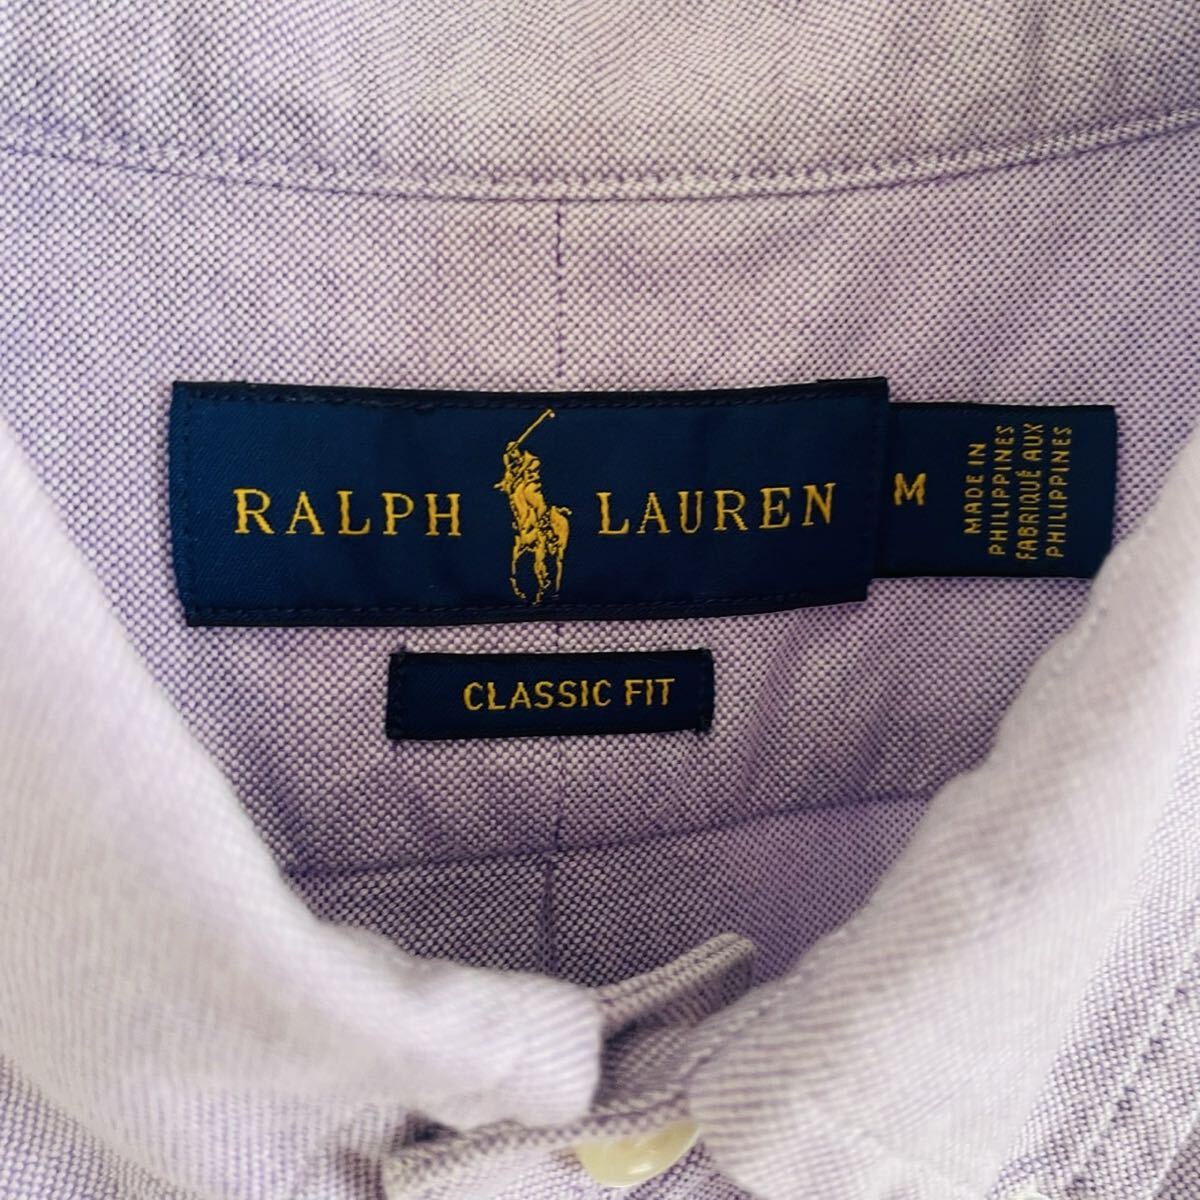 RALPH LAUREN
M
MADE IN
PHILIPPINES
FABRIQUÉ AUX
PHILIPPINES
CLASSIC FIT